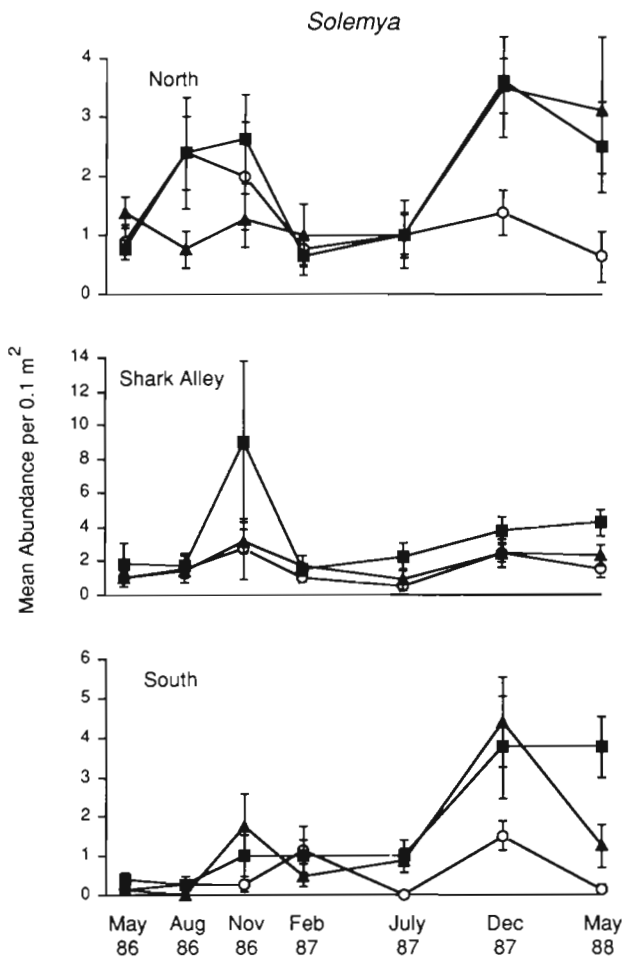 Solemya
Mean Abundance per 0.1 m²
North
4
3
2
1
0
Shark Alley
14
12
10
8
6
4
2
0
South
6
5
4
3
2
1
0
May Aug Nov Feb July Dec May
86 86 86 87 87 87 88